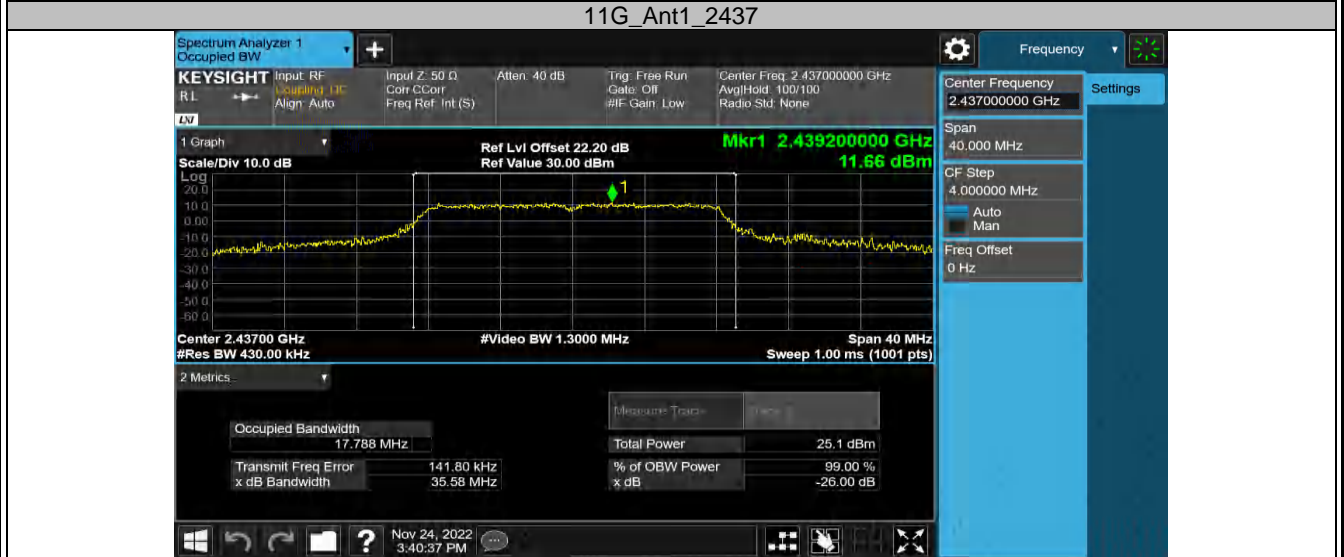 11G_Ant1_2437
Spectrum Analyzer 1
Occupied BW
+
Frequency
KEYSIGHT
RL
LXI
Input: RF
Coupling: DC
Align: Auto
Input Z: 50 Ω
Corr CCorr
Freq Ref: Int (S)
Atten: 40 dB
Trig: Free Run
Gate: Off
#IF Gain: Low
Center Freq: 2.437000000 GHz
Avg|Hold: 100/100
Radio Std: None
Center Frequency
2.437000000 GHz
Settings
Span
40.000 MHz
CF Step
4.000000 MHz
Auto
Man
Freq Offset
0 Hz
1 Graph
Scale/Div 10.0 dB
Ref Lvl Offset 22.20 dB
Ref Value 30.00 dBm
Mkr1 2.439200000 GHz
11.66 dBm
Log
20.0
10.0
0.00
-10.0
-20.0
-30.0
-40.0
-50.0
-60.0
1
Center 2.43700 GHz
#Res BW 430.00 kHz
#Video BW 1.3000 MHz
Span 40 MHz
Sweep 1.00 ms (1001 pts)
2 Metrics
Measure Trace
Occupied Bandwidth
17.788 MHz
Total Power 25.1 dBm
Transmit Freq Error 141.80 kHz
% of OBW Power 99.00 %
x dB Bandwidth 35.58 MHz
x dB -26.00 dB
?
Nov 24, 2022
3:40:37 PM